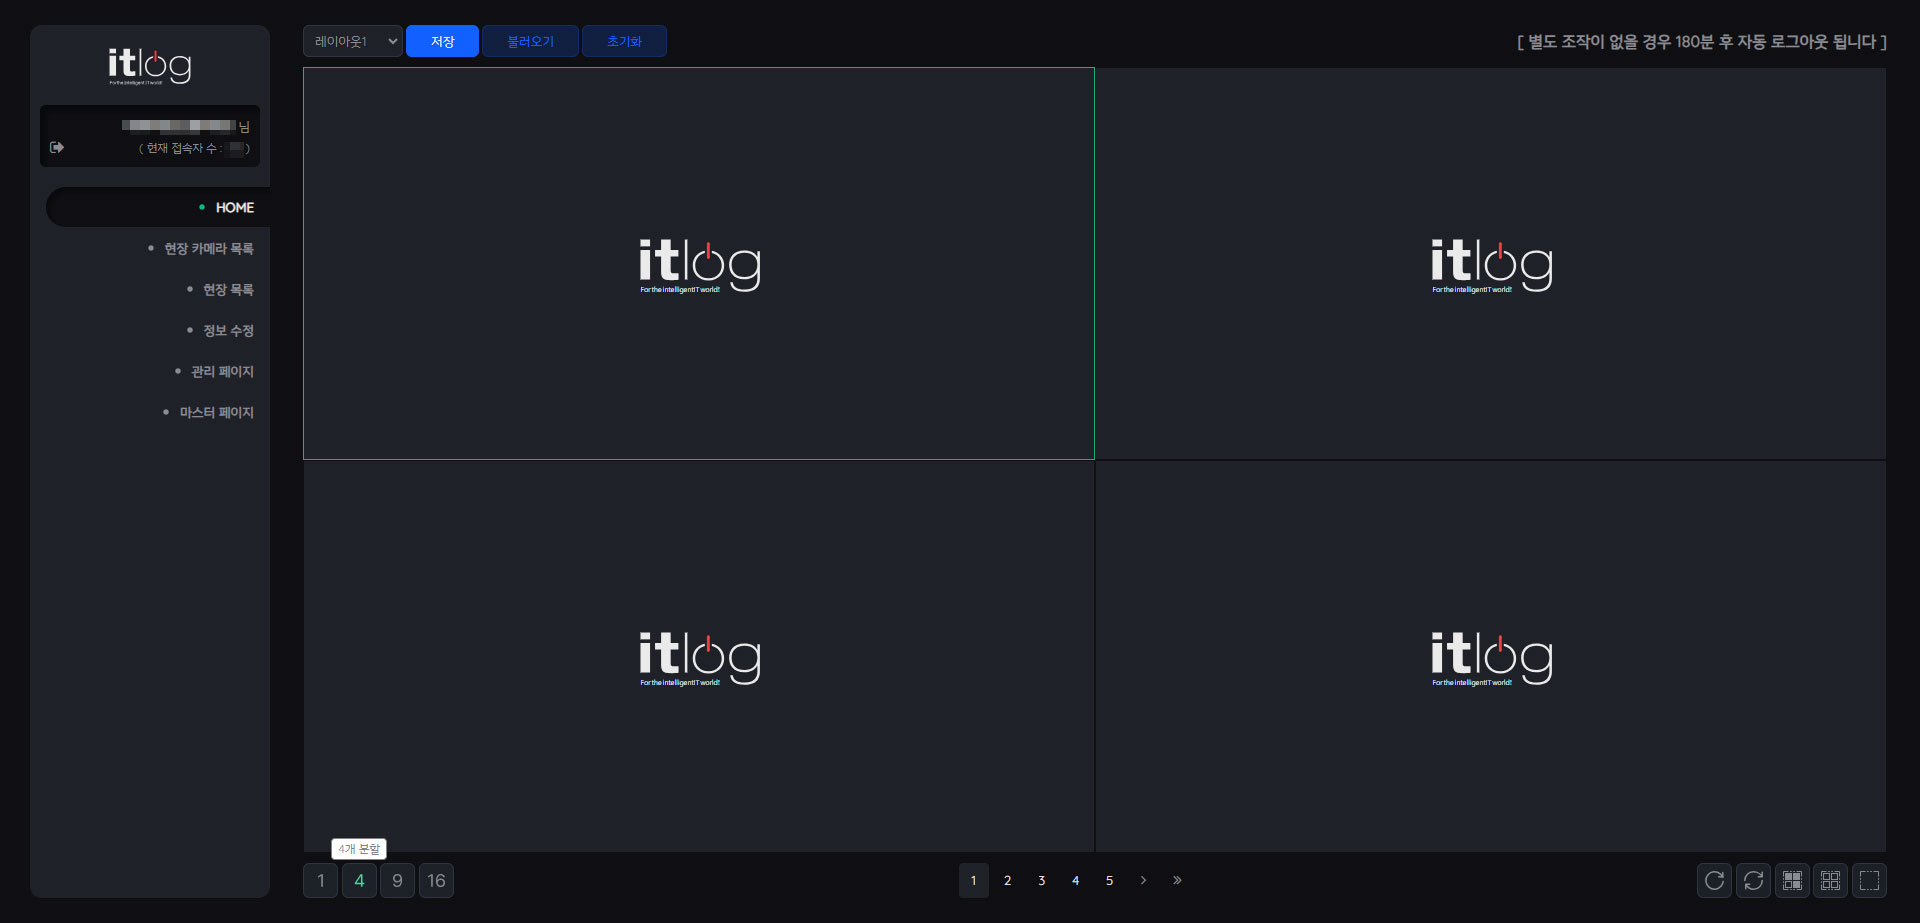 itlog
For the intelligent IT world!
님
( 현재 접속자 수 : )
HOME
현장 카메라 목록
현장 목록
정보 수정
관리 페이지
마스터 페이지
레이아웃1
저장
불러오기
초기화
[ 별도 조작이 없을 경우 180분 후 자동 로그아웃 됩니다 ]
itlog
For the intelligent IT world!
itlog
For the intelligent IT world!
itlog
For the intelligent IT world!
itlog
For the intelligent IT world!
4개 분할
1 4 9 16
1 2 3 4 5 > »